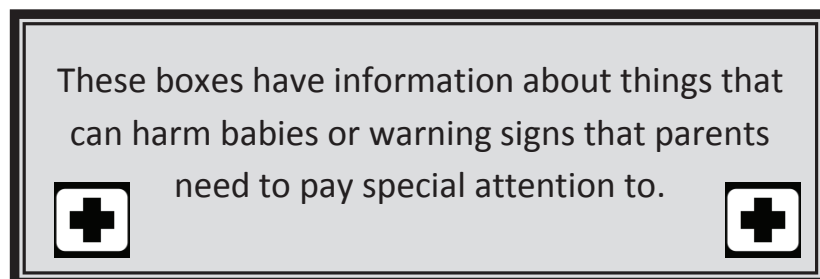 These boxes have information about things that
can harm babies or warning signs that parents
need to pay special attention to.